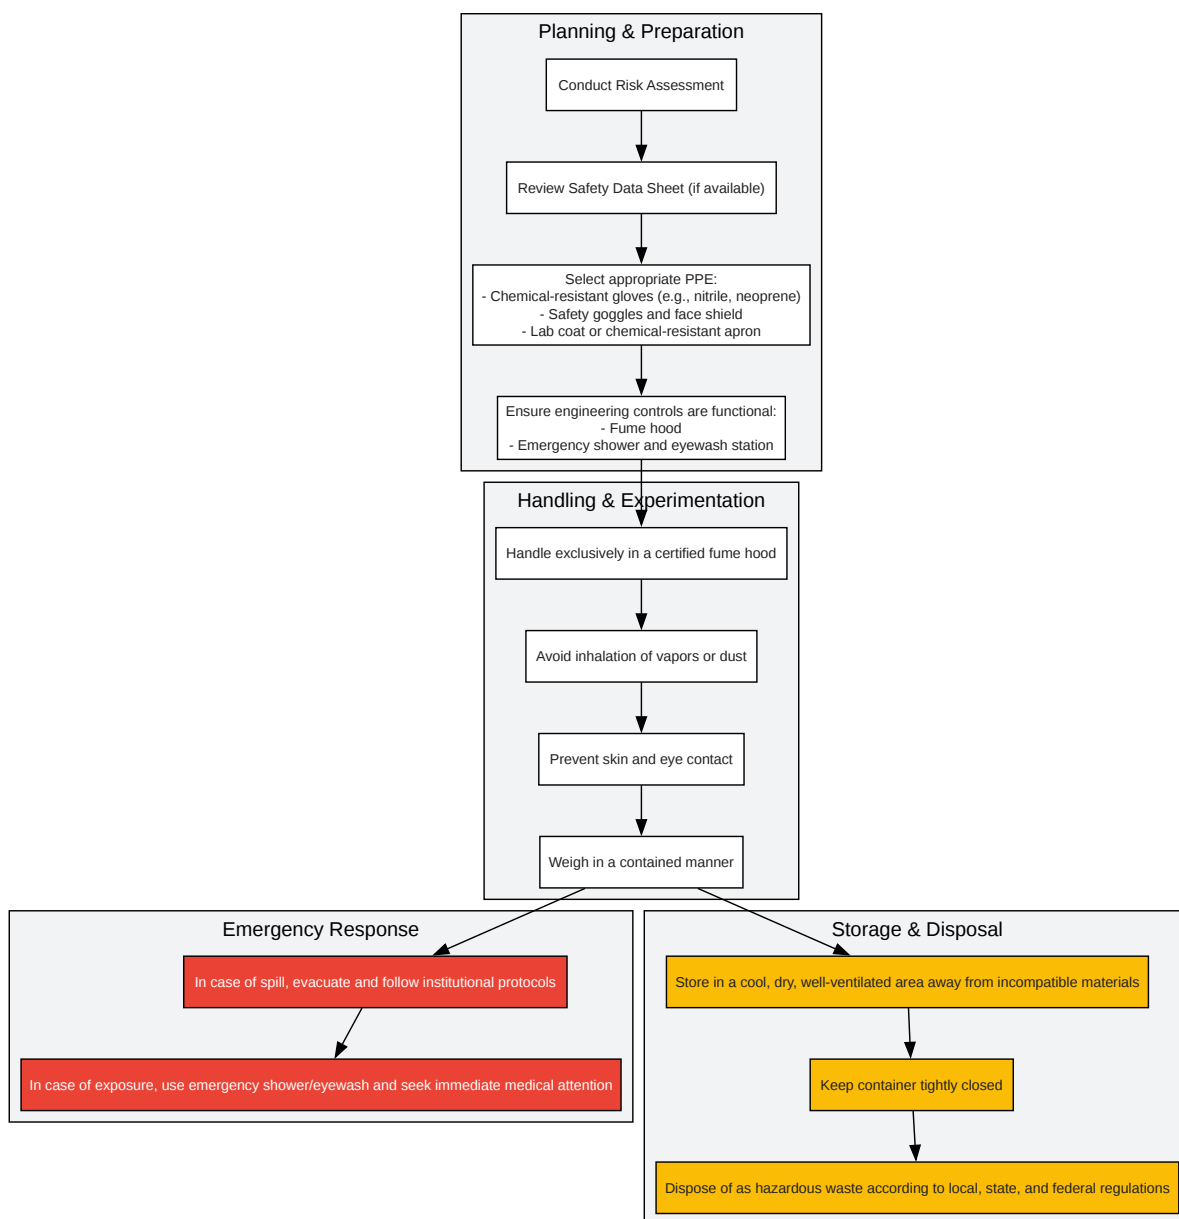 Planning & Preparation
Conduct Risk Assessment
Review Safety Data Sheet (if available)
Select appropriate PPE:
- Chemical-resistant gloves (e.g., nitrile, neoprene)
- Safety goggles and face shield
- Lab coat or chemical-resistant apron
Ensure engineering controls are functional:
- Fume hood
- Emergency shower and eyewash station
Handling & Experimentation
Handle exclusively in a certified fume hood
Avoid inhalation of vapors or dust
Prevent skin and eye contact
Weigh in a contained manner
Emergency Response
In case of spill, evacuate and follow institutional protocols
In case of exposure, use emergency shower/eyewash and seek immediate medical attention
Storage & Disposal
Store in a cool, dry, well-ventilated area away from incompatible materials
Keep container tightly closed
Dispose of as hazardous waste according to local, state, and federal regulations